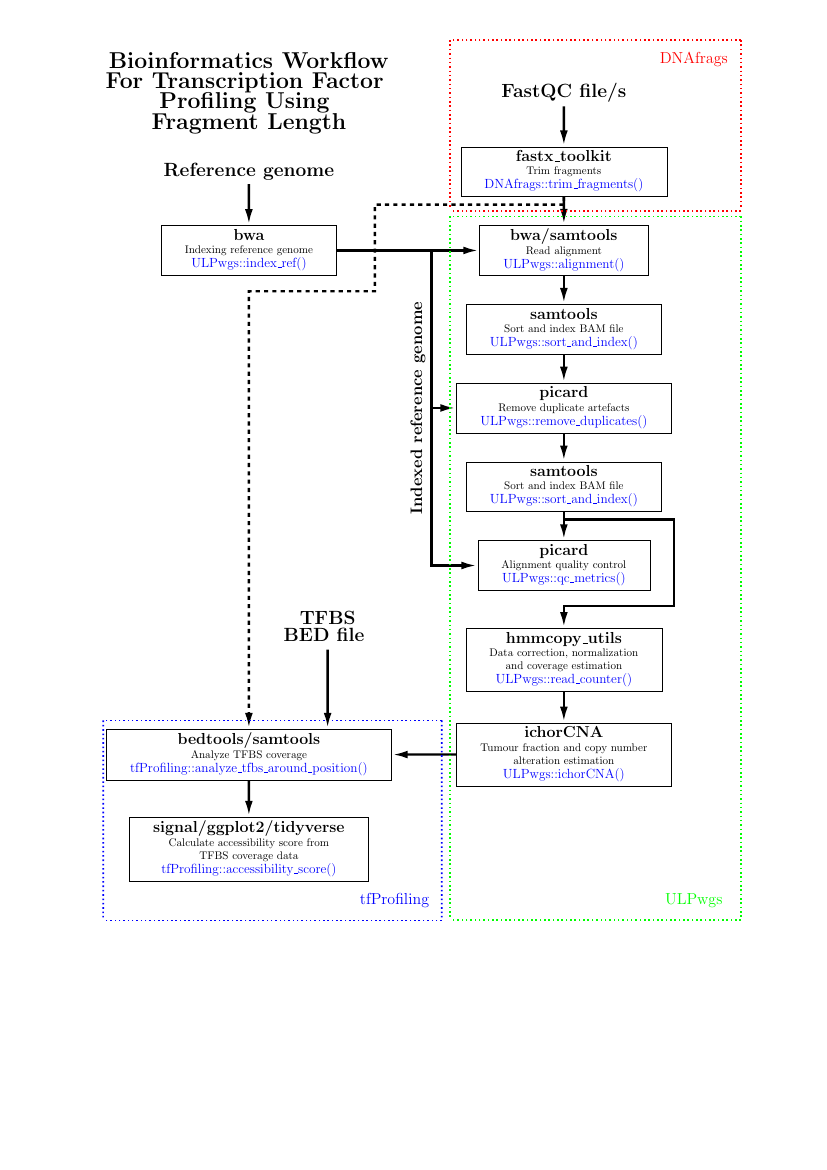 Bioinformatics Workflow
For Transcription Factor
Profiling Using
Fragment Length
DNAfrags
FastQC file/s
fastx_toolkit
Trim fragments
DNAfrags::trim_fragments()
Reference genome
bwa
Indexing reference genome
ULPwgs::index_ref()
bwa/samtools
Read alignment
ULPwgs::alignment()
samtools
Sort and index BAM file
ULPwgs::sort_and_index()
Indexed reference genome
picard
Remove duplicate artefacts
ULPwgs::remove_duplicates()
samtools
Sort and index BAM file
ULPwgs::sort_and_index()
picard
Alignment quality control
ULPwgs::qc_metrics()
TFBS
BED file
hmmcopy_utils
Data correction, normalization
and coverage estimation
ULPwgs::read_counter()
ichorCNA
Tumour fraction and copy number
alteration estimation
ULPwgs::ichorCNA()
bedtools/samtools
Analyze TFBS coverage
tfProfiling::analyze_tfbs_around_position()
signal/ggplot2/tidyverse
Calculate accessibility score from
TFBS coverage data
tfProfiling::accessibility_score()
tfProfiling
ULPwgs